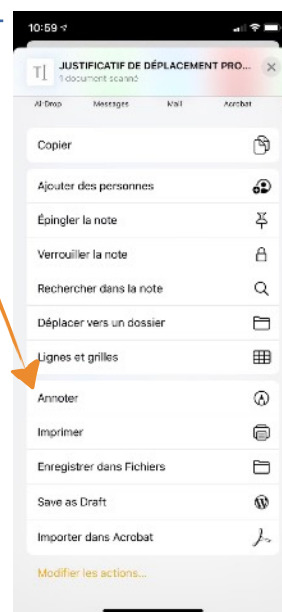 10:59
JUSTIFICATIF DE DÉPLACEMENT PRO...
1 document scanné
AirDrop Messages Mail Acrobat
Copier
Ajouter des personnes
Épingler la note
Verrouiller la note
Rechercher dans la note
Déplacer vers un dossier
Lignes et grilles
Annoter
Imprimer
Enregistrer dans Fichiers
Save as Draft
Importer dans Acrobat
Modifier les actions...